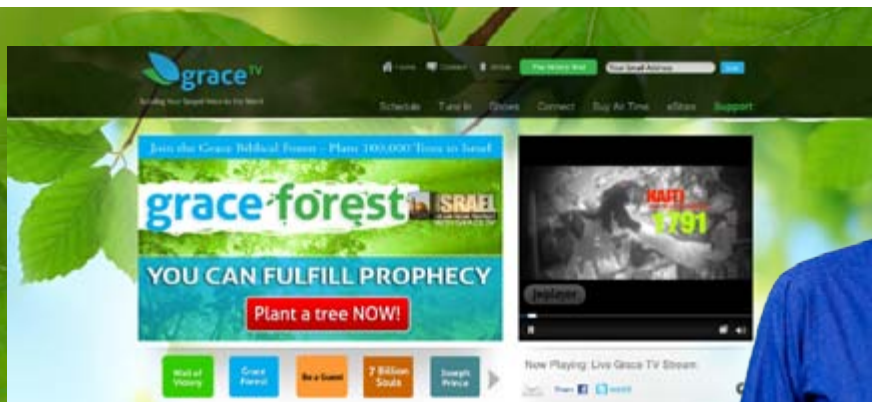 grace TV
Home Connect
The Victory Wall
Your Email Address
Schedule Tune In Shows Connect Buy Air Time eStore Support
Join the Grace Biblical Forest - Plant 100,000 Trees in Israel
grace forest ISRAEL
YOU CAN FULFILL PROPHECY
Plant a tree NOW!
HAITI
1791
jwplayer
Wall of Victory
Grace Forest
Be a Guest
7 Billion Souls
Joseph Prince
Now Playing: Live Grace TV Stream
Share